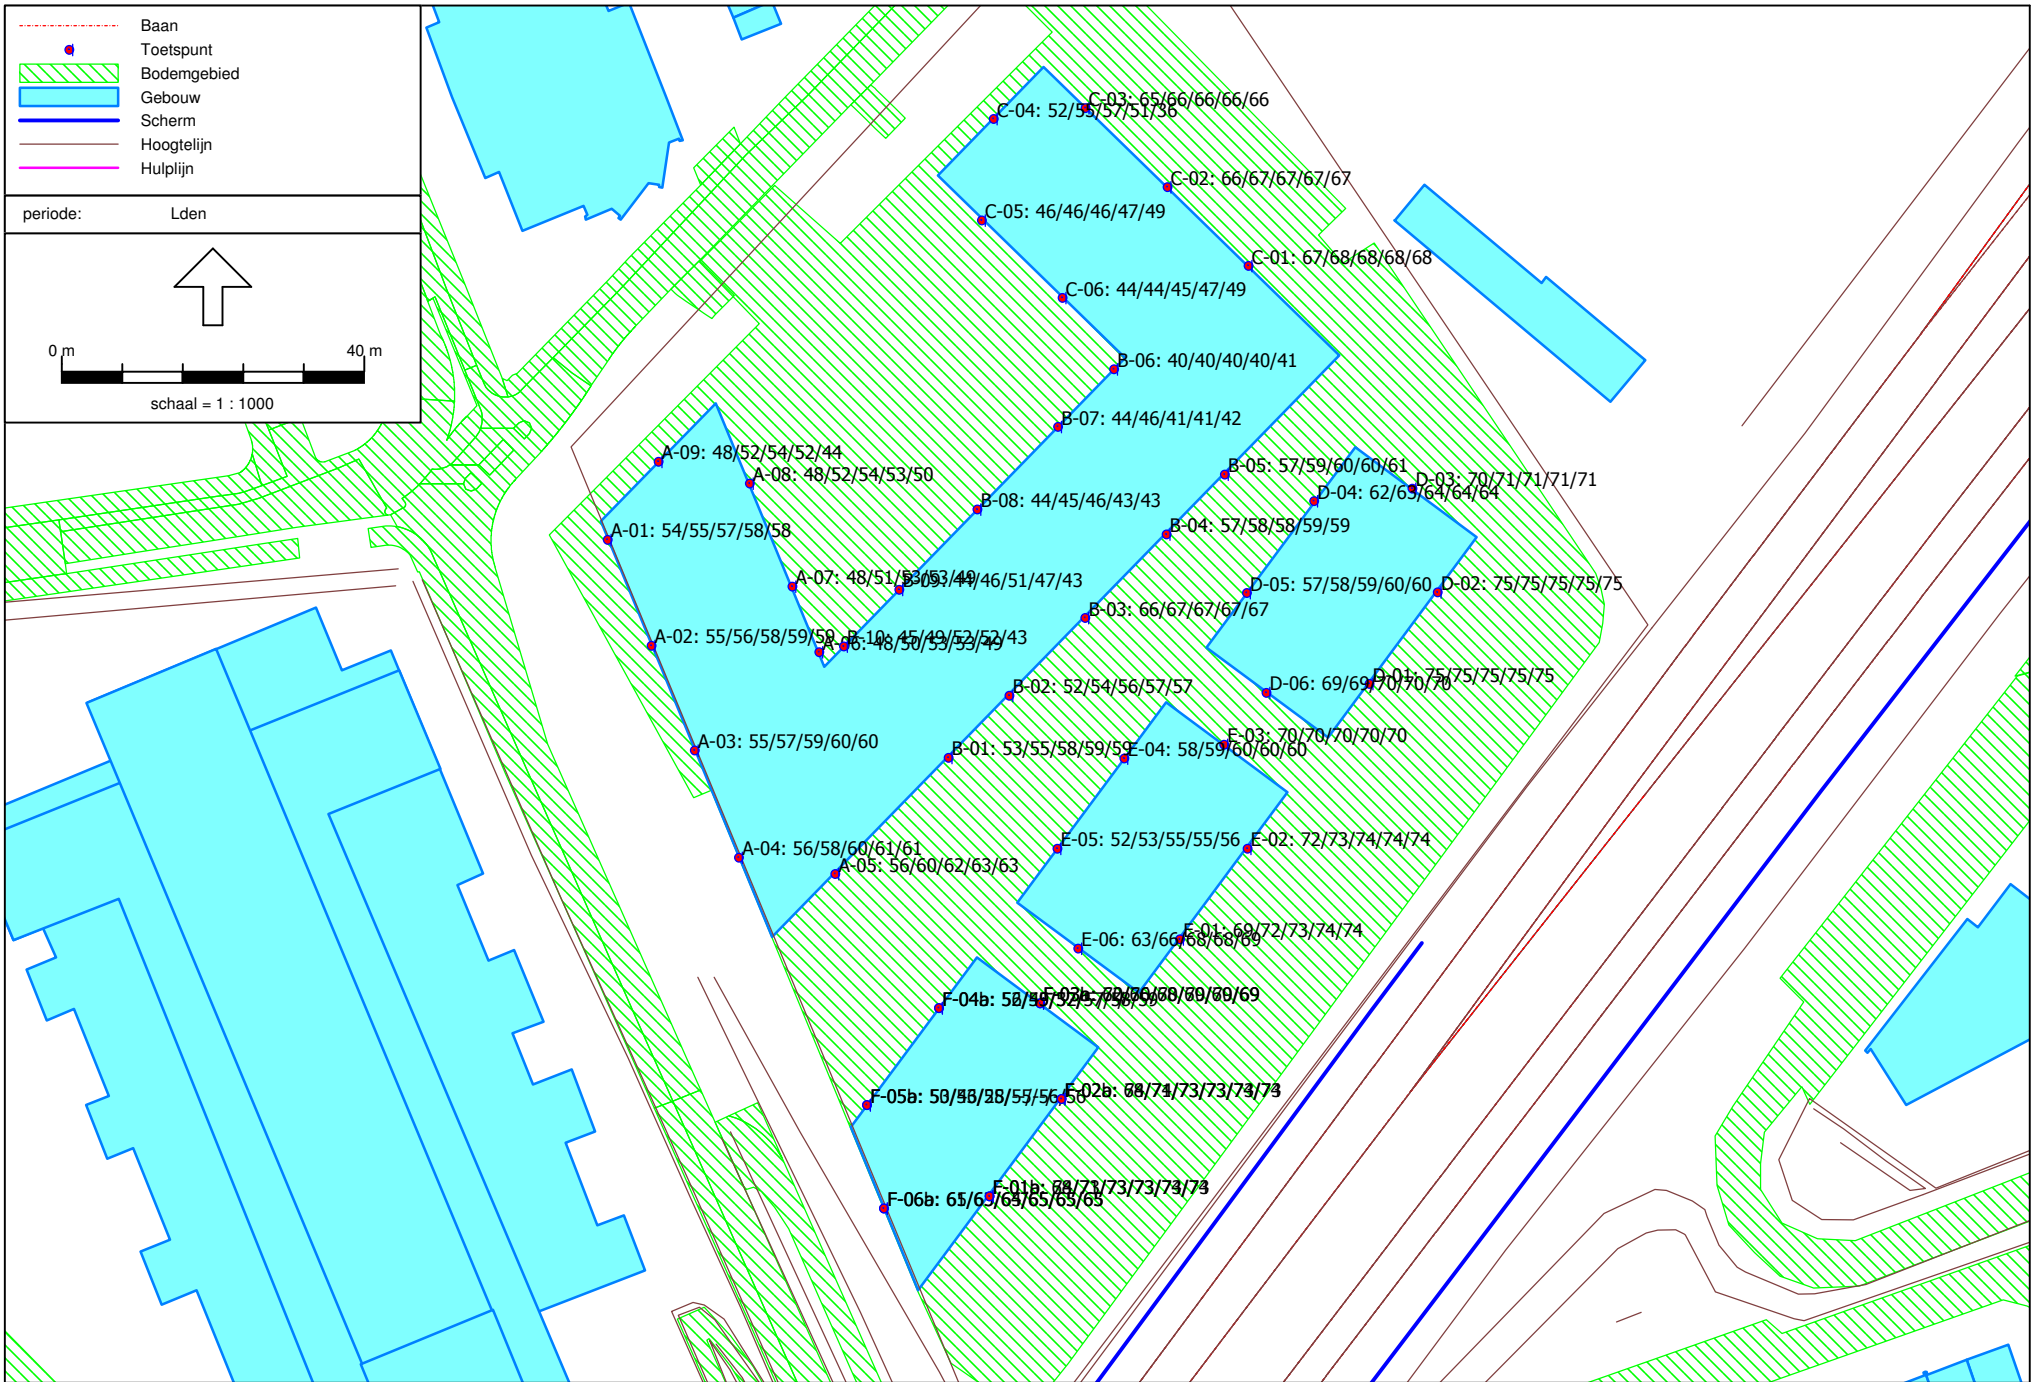 Baan
Toetspunt
Bodemgebied
Gebouw
Scherm
Hoogtelijn
Hulplijn
periode: Lden
0 m 40 m
schaal = 1 : 1000
C-03: 65/66/66/66/66
C-04: 52/55/57/51/36
C-02: 66/67/67/67/67
C-05: 46/46/46/47/49
C-01: 67/68/68/68/68
C-06: 44/44/45/47/49
B-06: 40/40/40/40/41
B-07: 44/46/41/41/42
A-09: 48/52/54/52/44
A-08: 48/52/54/53/50
B-05: 57/59/60/60/61
D-03: 70/71/71/71/71
D-04: 62/63/64/64/64
B-08: 44/45/46/43/43
A-01: 54/55/57/58/58
B-04: 57/58/58/59/59
A-07: 48/51/53/53/49
B-09: 44/46/51/47/43
D-05: 57/58/59/60/60
D-02: 75/75/75/75/75
B-03: 66/67/67/67/67
A-02: 55/56/58/59/59
B-10: 45/49/52/52/43
A-06: 48/50/53/53/49
D-01: 75/75/75/75/75
D-06: 69/69/70/70/70
B-02: 52/54/56/57/57
A-03: 55/57/59/60/60
E-03: 70/70/70/70/70
B-01: 53/55/58/59/59
E-04: 58/59/60/60/60
E-05: 52/53/55/55/56
E-02: 72/73/74/74/74
A-04: 56/58/60/61/61
A-05: 56/60/62/63/63
E-01: 69/72/73/74/74
E-06: 63/66/68/68/69